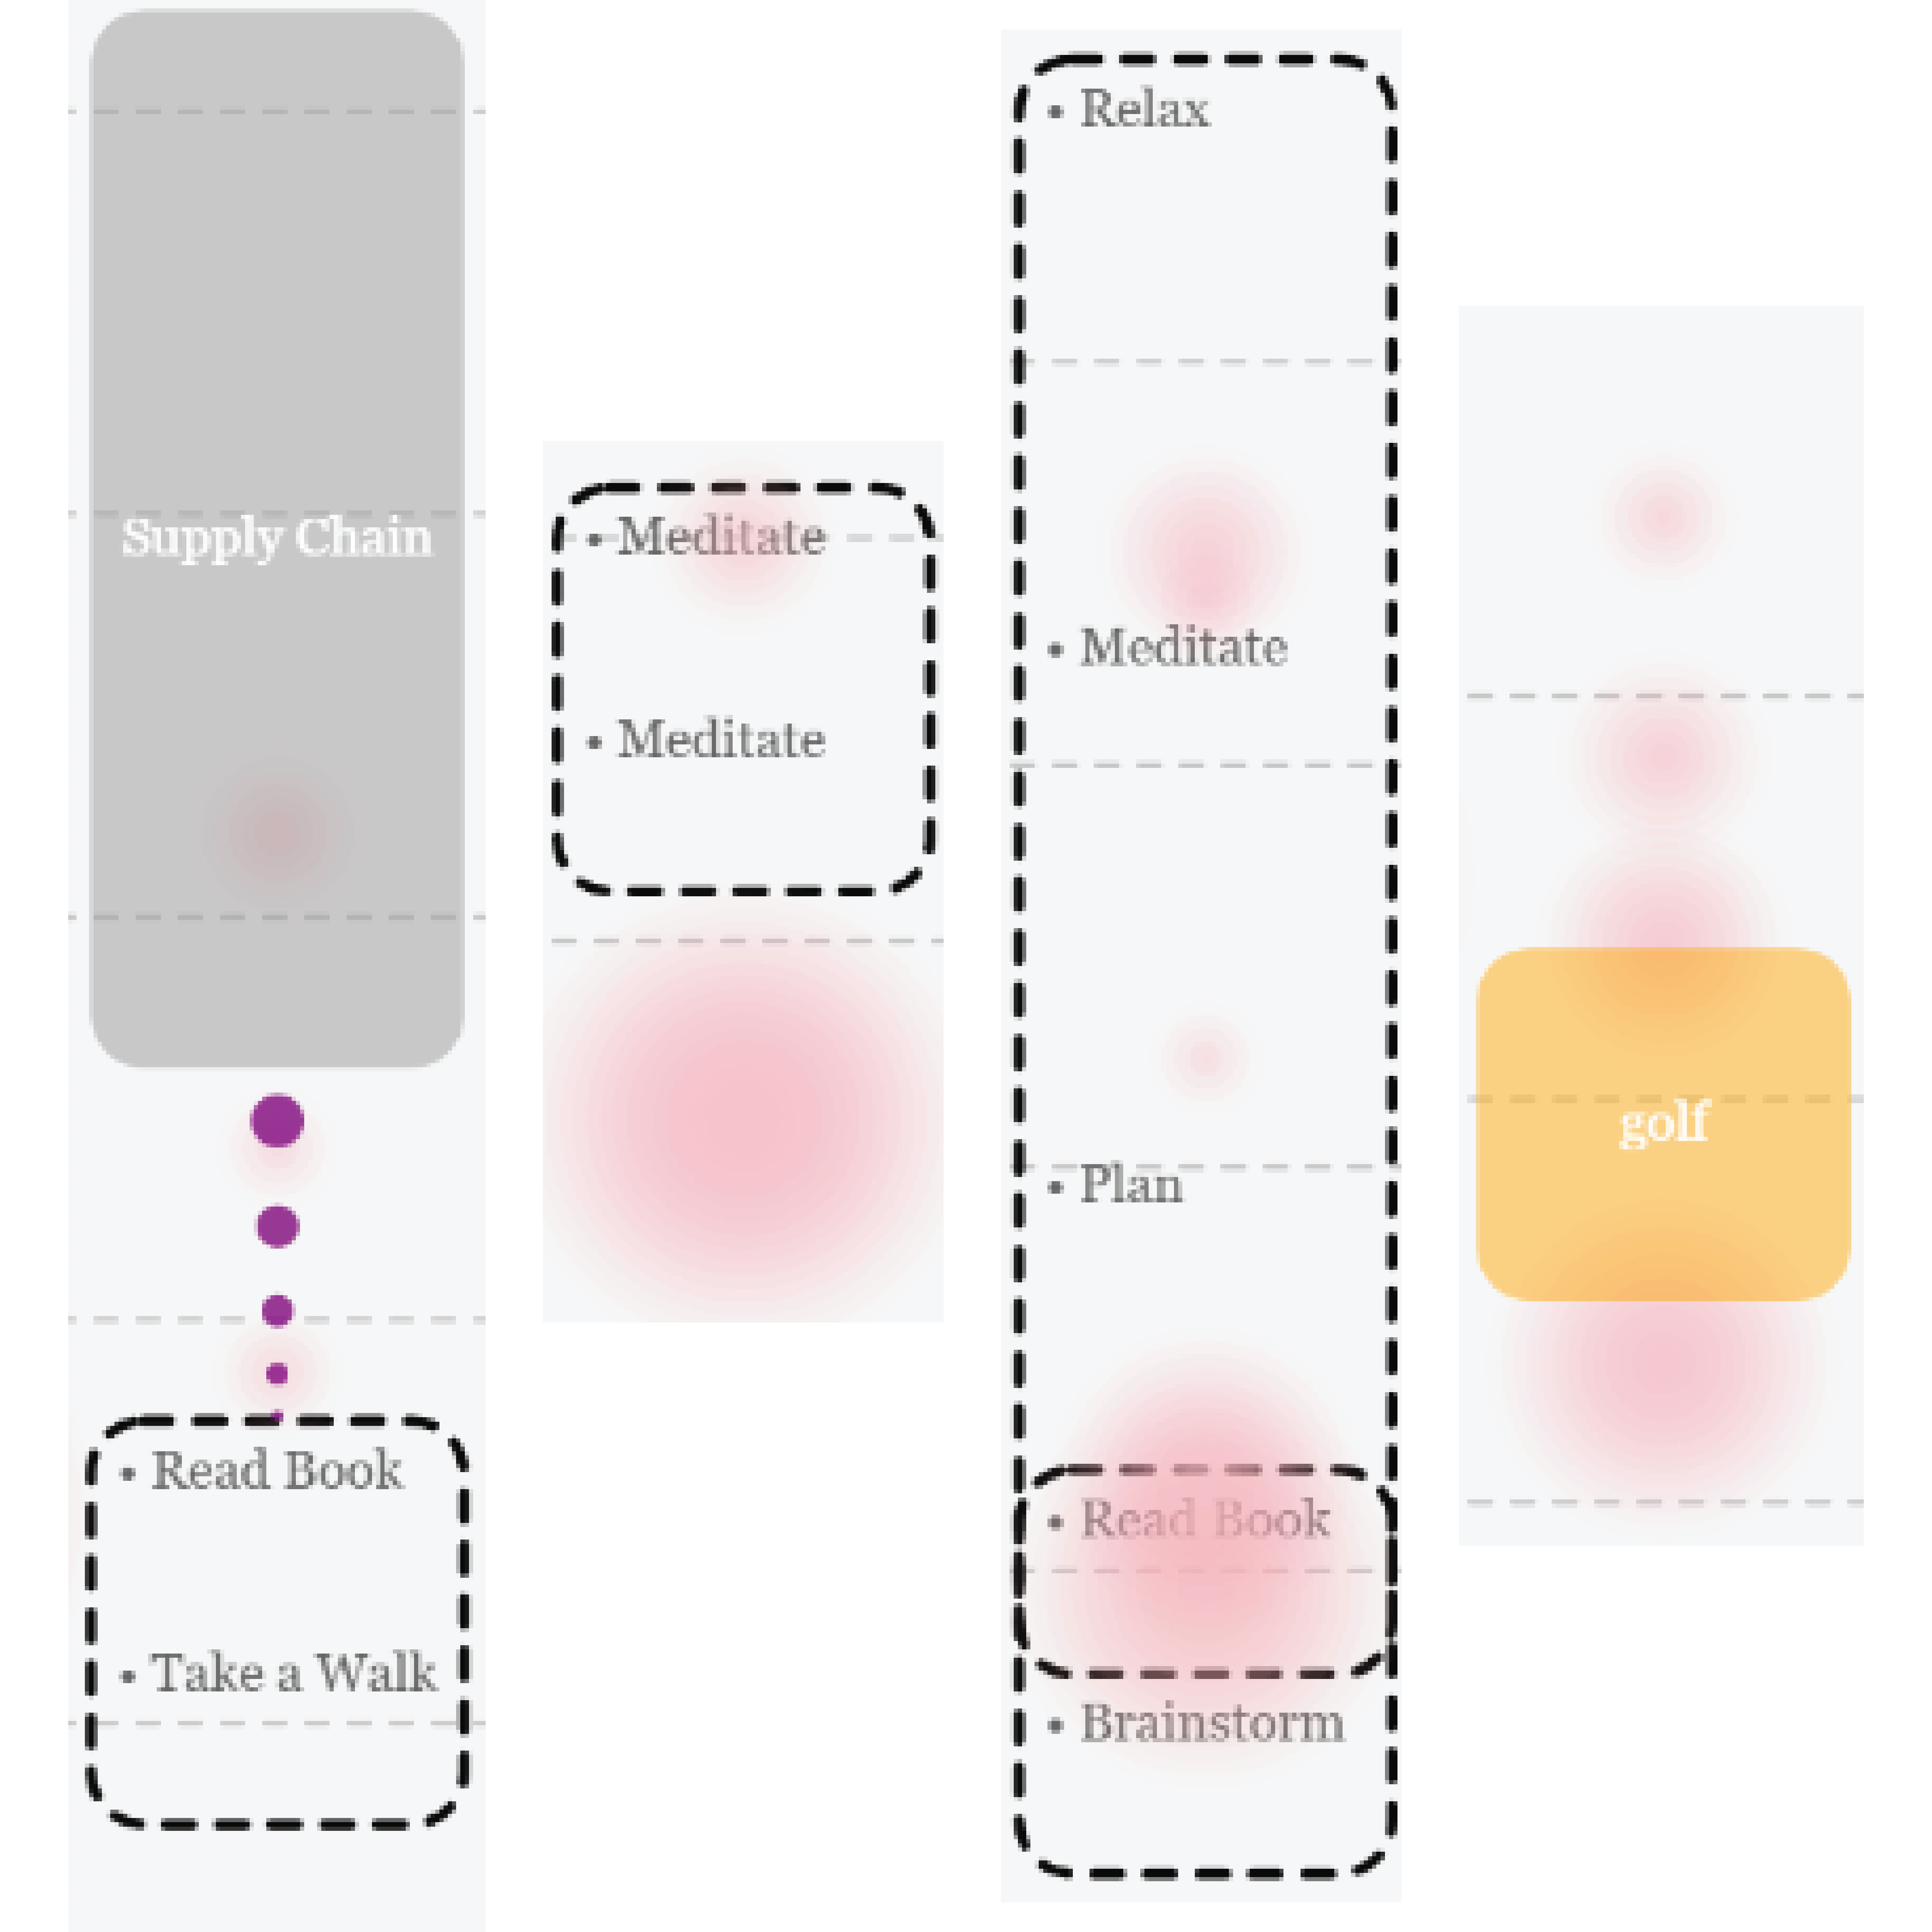 Supply Chain
• Read Book
• Take a Walk
• Meditate
• Meditate
• Relax
• Meditate
• Plan
• Read Book
• Brainstorm
golf